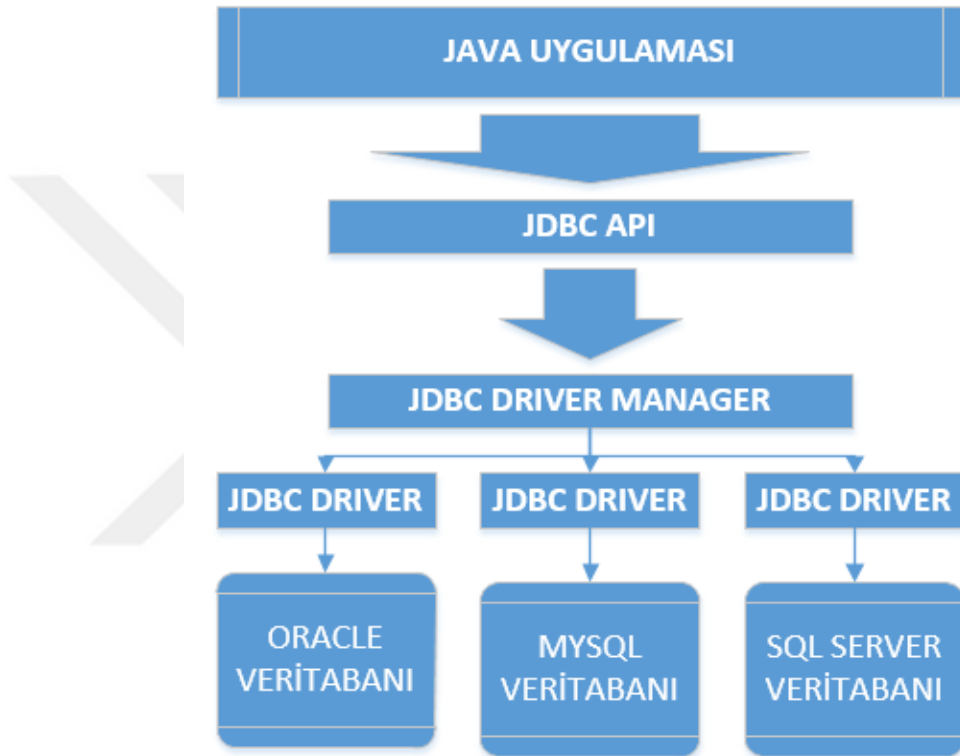 JAVA UYGULAMASI
JDBC API
JDBC DRIVER MANAGER
JDBC DRIVER
JDBC DRIVER
JDBC DRIVER
ORACLE
VERİTABANI
MYSQL
VERİTABANI
SQL SERVER
VERİTABANI